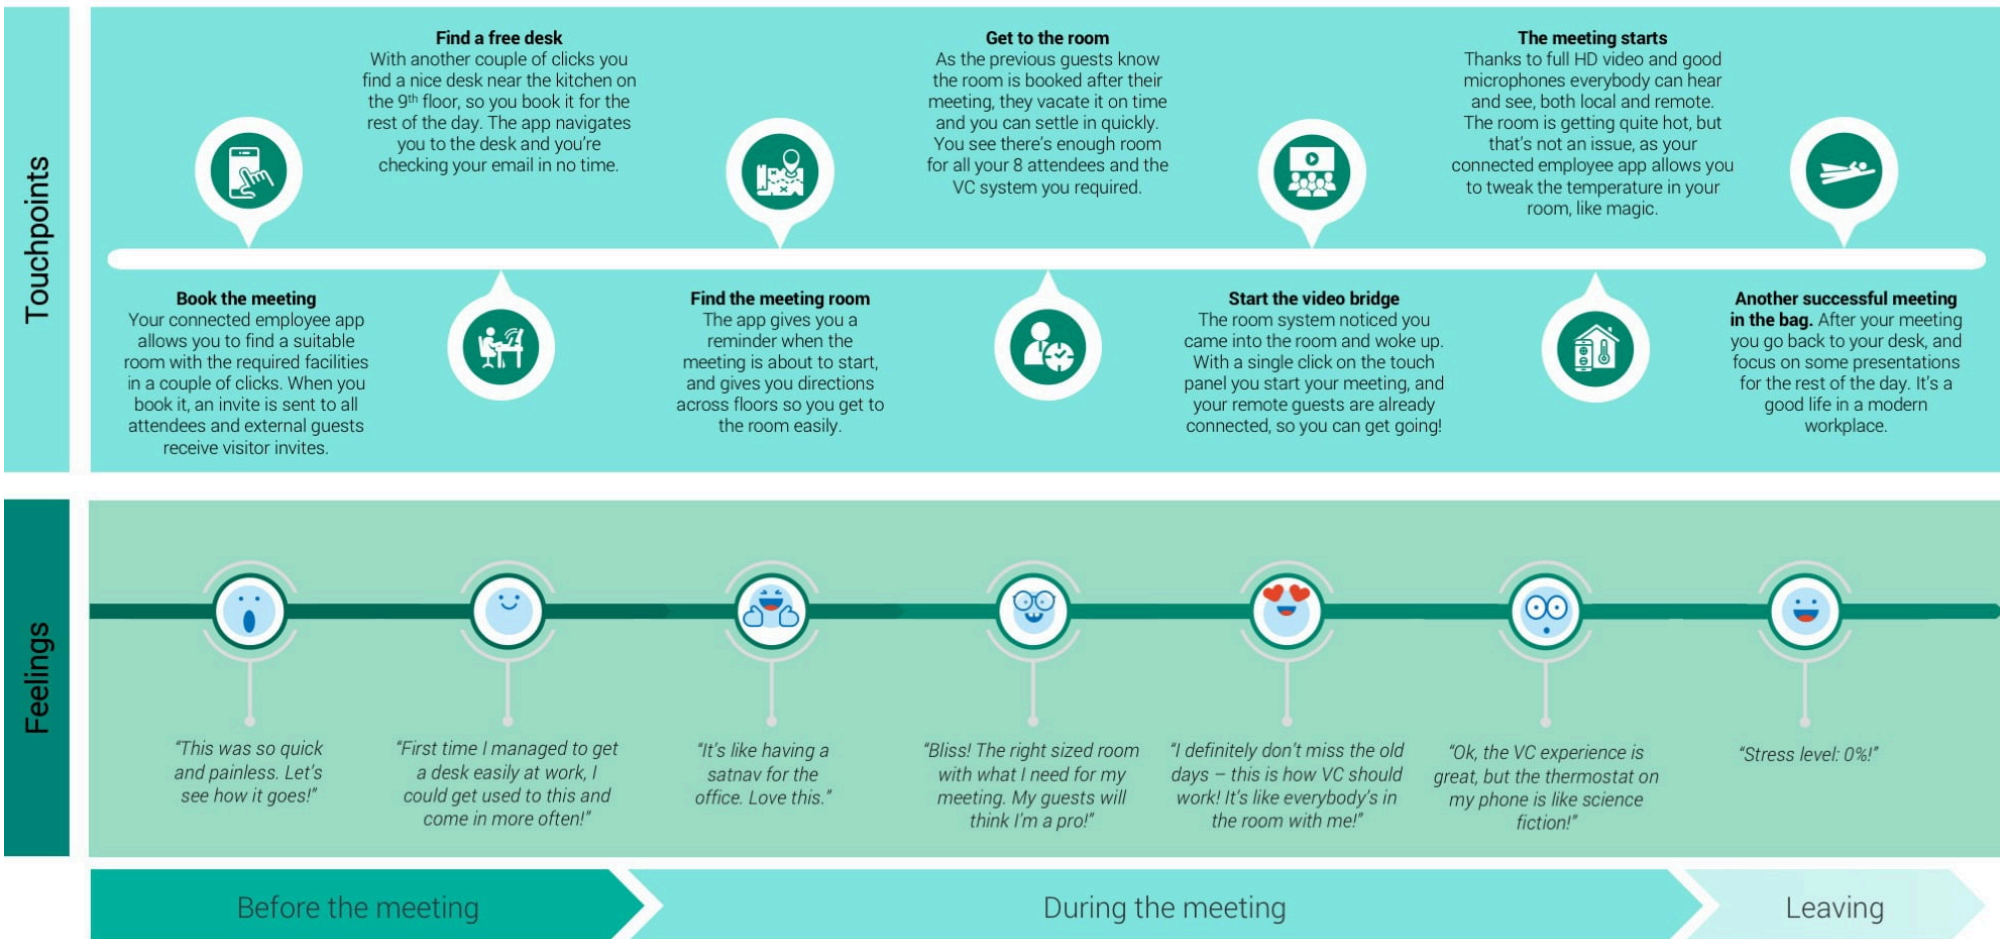 Touchpoints
Find a free desk
With another couple of clicks you
find a nice desk near the kitchen on
the 9th floor, so you book it for the
rest of the day. The app navigates
you to the desk and you're
checking your email in no time.
Get to the room
As the previous guests know
the room is booked after their
meeting, they vacate it on time
and you can settle in quickly.
You see there's enough room
for all your 8 attendees and the
VC system you required.
The meeting starts
Thanks to full HD video and good
microphones everybody can hear
and see, both local and remote.
The room is getting quite hot, but
that's not an issue, as your
connected employee app allows you
to tweak the temperature in your
room, like magic.
Book the meeting
Your connected employee app
allows you to find a suitable
room with the required facilities
in a couple of clicks. When you
book it, an invite is sent to all
attendees and external guests
receive visitor invites.
Find the meeting room
The app gives you a
reminder when the
meeting is about to start,
and gives you directions
across floors so you get to
the room easily.
Start the video bridge
The room system noticed you
came into the room and woke up.
With a single click on the touch
panel you start your meeting, and
your remote guests are already
connected, so you can get going!
Another successful meeting
in the bag. After your meeting
you go back to your desk, and
focus on some presentations
for the rest of the day. It's a
good life in a modern
workplace.
Feelings
"This was so quick
and painless. Let's
see how it goes!"
"First time I managed to get
a desk easily at work, I
could get used to this and
come in more often!"
"It's like having a
satnav for the
office. Love this."
"Bliss! The right sized room
with what I need for my
meeting. My guests will
think I'm a pro!"
"I definitely don't miss the old
days – this is how VC should
work! It's like everybody's in
the room with me!"
"Ok, the VC experience is
great, but the thermostat on
my phone is like science
fiction!"
"Stress level: 0%!"
Before the meeting
During the meeting
Leaving